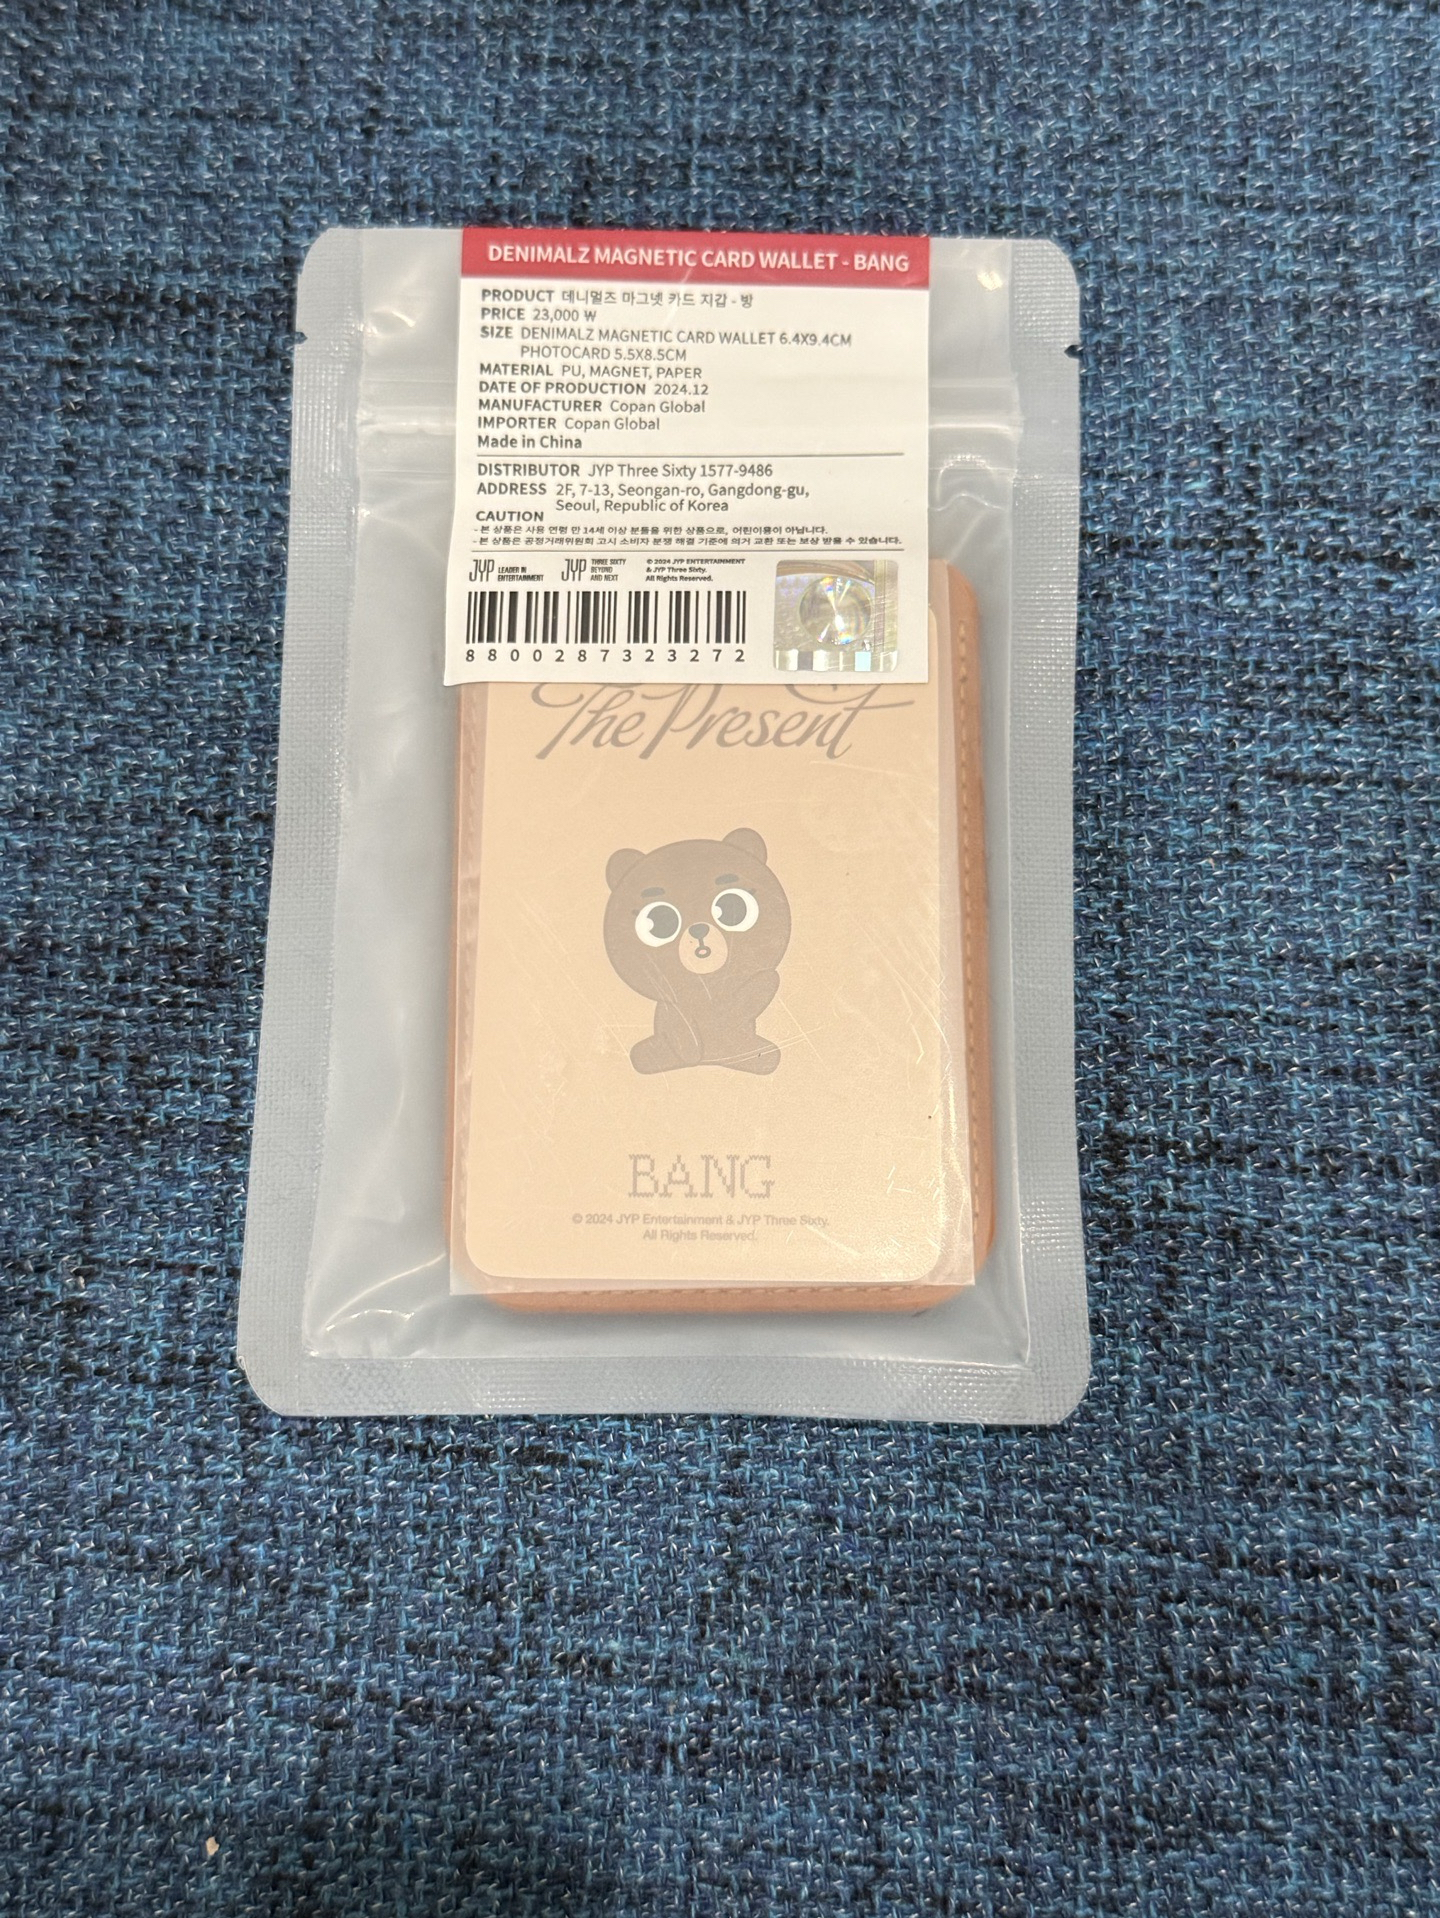 DENIMALZ MAGNETIC CARD WALLET - BANG
PRODUCT 데니멀즈 마그넷 카드 지갑 - 방
PRICE 23,000 ₩
SIZE DENIMALZ MAGNETIC CARD WALLET 6.4X9.4CM
PHOTOCARD 5.5X8.5CM
MATERIAL PU, MAGNET, PAPER
DATE OF PRODUCTION 2024.12
MANUFACTURER Copan Global
IMPORTER Copan Global
Made in China
DISTRIBUTOR JYP Three Sixty 1577-9486
ADDRESS 2F, 7-13, Seongan-ro, Gangdong-gu,
Seoul, Republic of Korea
CAUTION
- 본 상품은 사용 연령 만 14세 이상 분들을 위한 상품으로, 어린이용이 아닙니다.
- 본 상품은 공정거래위원회 고시 소비자 분쟁 해결 기준에 의거 교환 또는 보상 받을 수 있습니다.
JYP LEADER IN
ENTERTAINMENT
JYP THREE SIXTY
BEYOND
AND NEXT
© 2024 JYP ENTERTAINMENT
& JYP Three Sixty.
All Rights Reserved.
8800287323272
The Present
BANG
© 2024 JYP Entertainment & JYP Three Sixty.
All Rights Reserved.